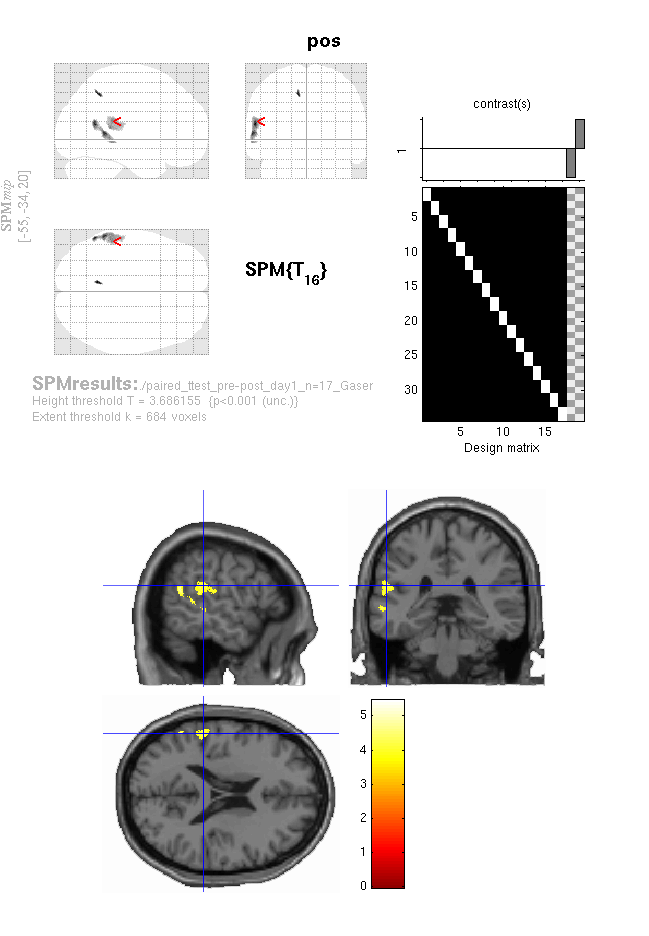 pos
contrast(s)
1
SPMmip
[-55, -34, 20]
SPM{T16}
5
10
15
20
25
30
5 10 15
Design matrix
SPMresults: ./paired_ttest_pre-post_day1_n=17_Gaser
Height threshold T = 3.686155 {p<0.001 (unc.)}
Extent threshold k = 684 voxels
5
4
3
2
1
0